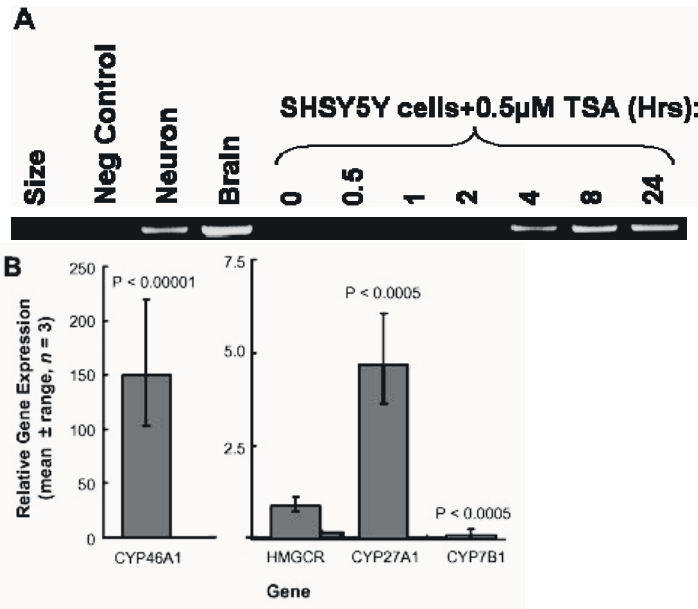 A
SHSY5Y cells+0.5µM TSA (Hrs):
Size
Neg Control
Neuron
Brain
0
0.5
1
2
4
8
24
B
Relative Gene Expression
(mean ± range, n = 3)
250
200
150
100
50
0
P < 0.00001
CYP46A1
7.5
5.0
2.5
P < 0.0005
P < 0.0005
HMGCR
CYP27A1
CYP7B1
Gene